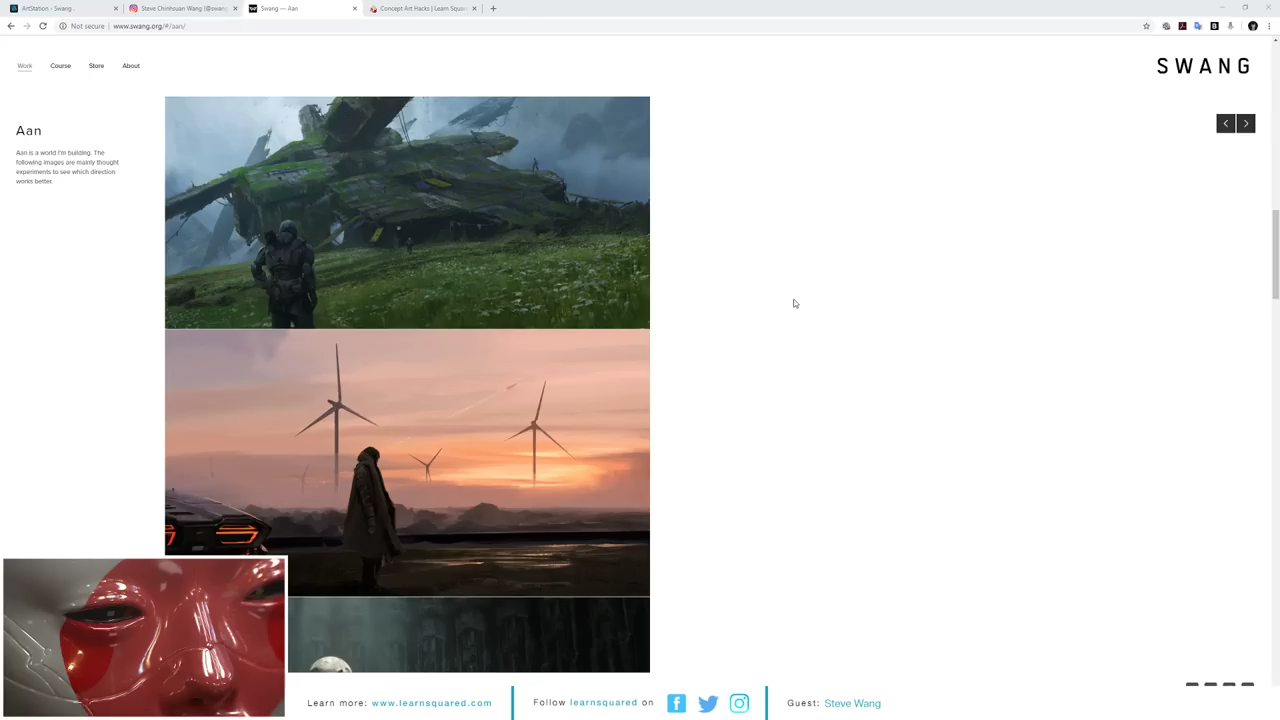 ArtStation - Swang .
Steve Chinhsuan Wang (@swang
Swang — Aan
Concept Art Hacks | Learn Squa
Not secure | www.swang.org/#/aan/
Work Course Store About
SWANG
Aan
Aan is a world I'm building. The
following images are mainly thought
experiments to see which direction
works better.
Learn more: www.learnsquared.com
Follow learnsquared on
Guest: Steve Wang